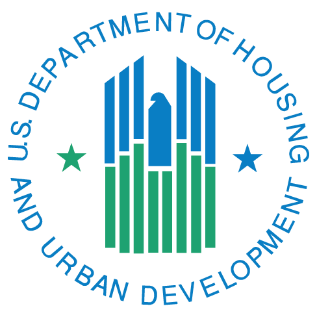 U.S. DEPARTMENT OF HOUSING
AND URBAN DEVELOPMENT